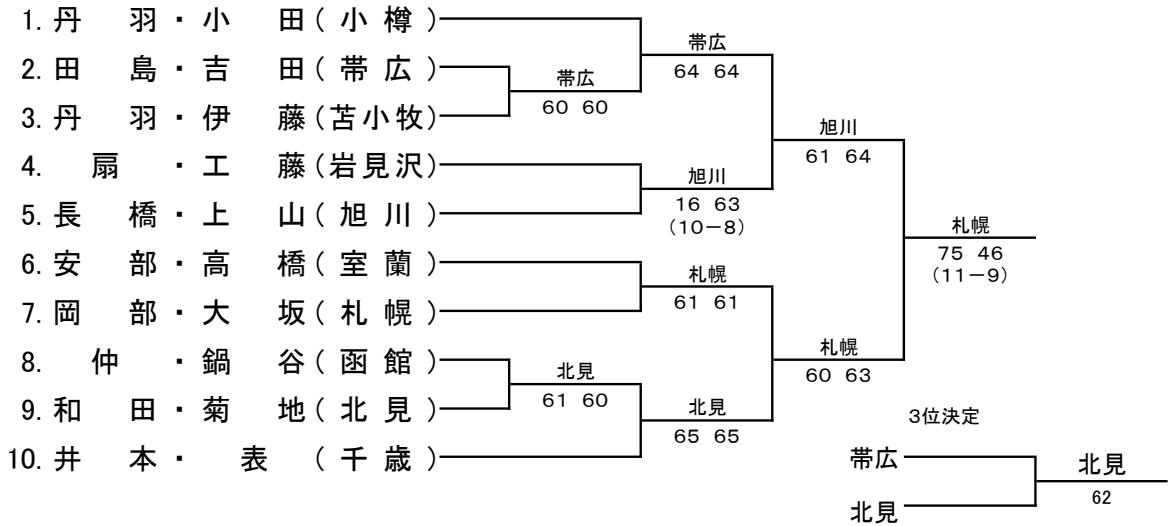 1. 丹 羽 ・ 小 田 ( 小 樽 )
帯広
64 64
2. 田 島 ・ 吉 田 ( 帯 広 )
帯広
60 60
3. 丹 羽 ・ 伊 藤 (苫小牧)
旭川
61 64
4. 扇 ・ 工 藤 (岩見沢)
旭川
16 63
(10-8)
5. 長 橋 ・ 上 山 ( 旭 川 )
札幌
75 46
(11-9)
6. 安 部 ・ 高 橋 ( 室 蘭 )
札幌
61 61
7. 岡 部 ・ 大 坂 ( 札 幌 )
札幌
60 63
8. 仲 ・ 鍋 谷 ( 函 館 )
北見
61 60
9. 和 田 ・ 菊 地 ( 北 見 )
北見
65 65
10. 井 本 ・ 表 ( 千 歳 )
3位決定
帯広
北見
62
北見